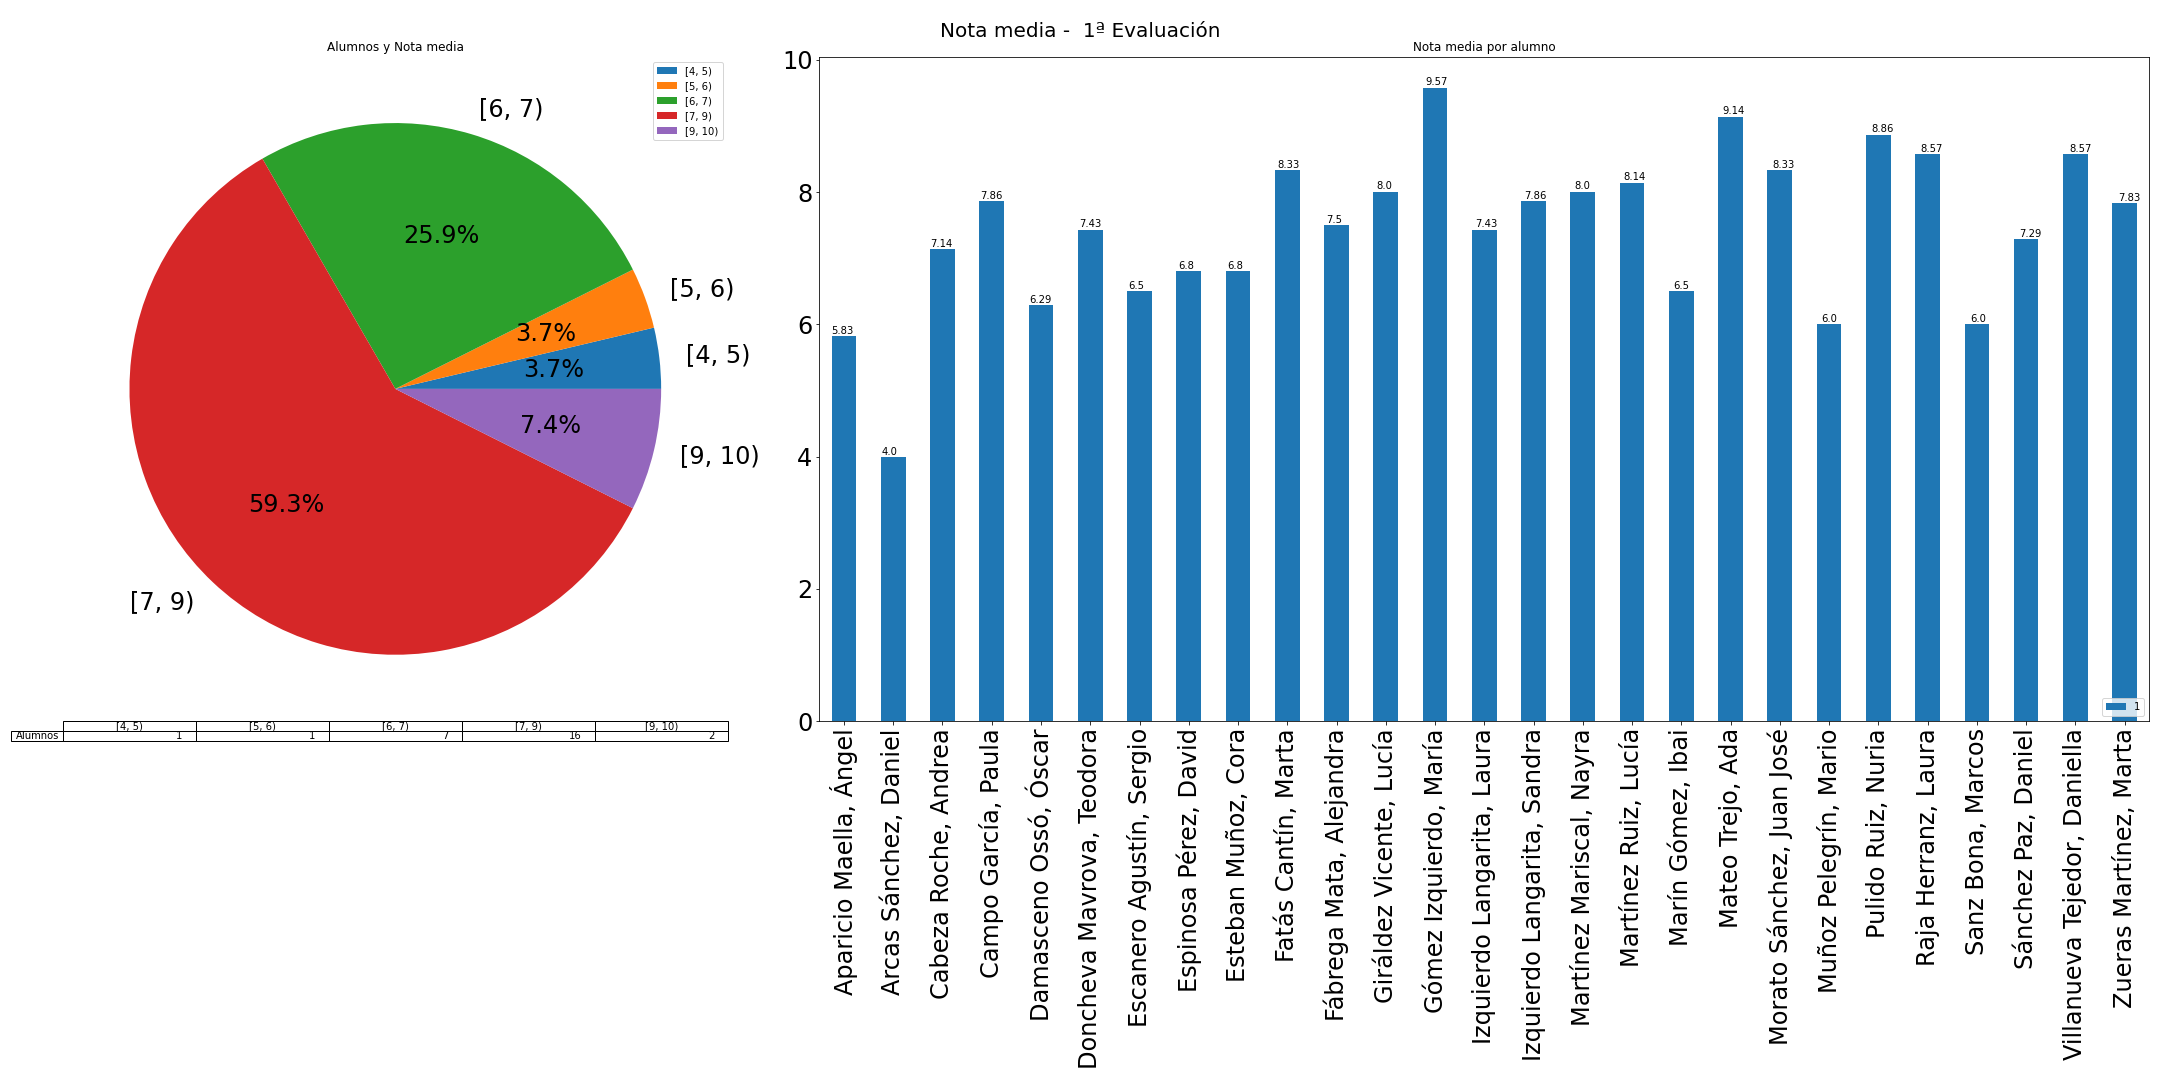 Nota media -  1ª Evaluación
Alumnos y Nota media
[4, 5)
[5, 6)
[6, 7)
[7, 9)
[9, 10)
[6, 7)
25.9%
[5, 6)
3.7%
[4, 5)
3.7%
7.4%
[9, 10)
59.3%
[7, 9)
[4, 5) [5, 6) [6, 7) [7, 9) [9, 10)
Alumnos 1 1 7 16 2
Nota media por alumno
10
8
6
4
2
0
5.83
4.0
7.14
7.86
6.29
7.43
6.5
6.8
6.8
8.33
7.5
8.0
9.57
7.43
7.86
8.0
8.14
6.5
9.14
8.33
6.0
8.86
8.57
6.0
7.29
8.57
7.83
1
Aparicio Maella, Ángel
Arcas Sánchez, Daniel
Cabeza Roche, Andrea
Campo García, Paula
Damasceno Ossó, Óscar
Doncheva Mavrova, Teodora
Escanero Agustín, Sergio
Espinosa Pérez, David
Esteban Muñoz, Cora
Fatás Cantín, Marta
Fábrega Mata, Alejandra
Giráldez Vicente, Lucía
Gómez Izquierdo, María
Izquierdo Langarita, Laura
Izquierdo Langarita, Sandra
Martínez Mariscal, Nayra
Martínez Ruiz, Lucía
Marín Gómez, Ibai
Mateo Trejo, Ada
Morato Sánchez, Juan José
Muñoz Pelegrín, Mario
Pulido Ruiz, Nuria
Raja Herranz, Laura
Sanz Bona, Marcos
Sánchez Paz, Daniel
Villanueva Tejedor, Daniella
Zueras Martínez, Marta